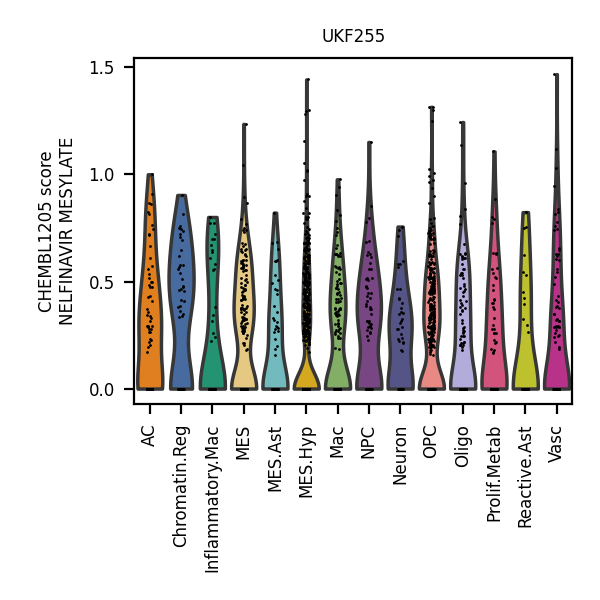 UKF255
CHEMBL1205 score
NELFINAVIR MESYLATE
1.5
1.0
0.5
0.0
AC
Chromatin.Reg
Inflammatory.Mac
MES
MES.Ast
MES.Hyp
Mac
NPC
Neuron
OPC
Oligo
Prolif.Metab
Reactive.Ast
Vasc